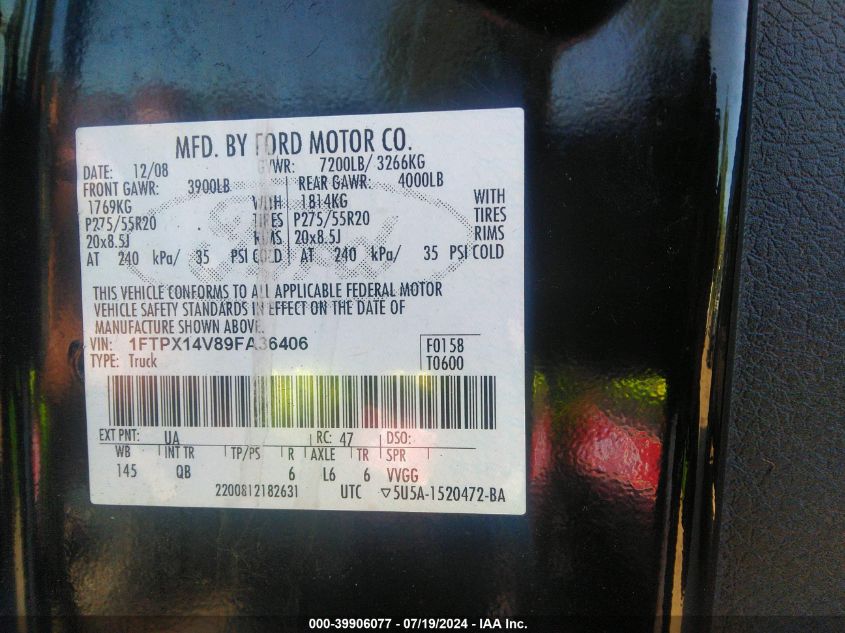 MFD. BY FORD MOTOR CO.
DATE: 12/08 GVWR: 7200LB/ 3266KG
FRONT GAWR: 3900LB REAR GAWR: 4000LB
1769KG WITH 1814KG WITH
P275/55R20 TIRES P275/55R20 TIRES
20x8.5J RIMS 20x8.5J RIMS
AT 240 kPa/ 35 PSI COLD AT 240 kPa/ 35 PSI COLD
Ford
THIS VEHICLE CONFORMS TO ALL APPLICABLE FEDERAL MOTOR
VEHICLE SAFETY STANDARDS IN EFFECT ON THE DATE OF
MANUFACTURE SHOWN ABOVE.
VIN: 1FTPX14V89FA36406 F0158
TYPE: Truck T0600
EXT PNT: UA RC: 47 DSO:
WB INT TR TP/PS R AXLE TR SPR
145 QB 6 L6 6 VVGG
2200812182631 UTC ▽5U5A-1520472-BA
000-39906077 - 07/19/2024 - IAA Inc.